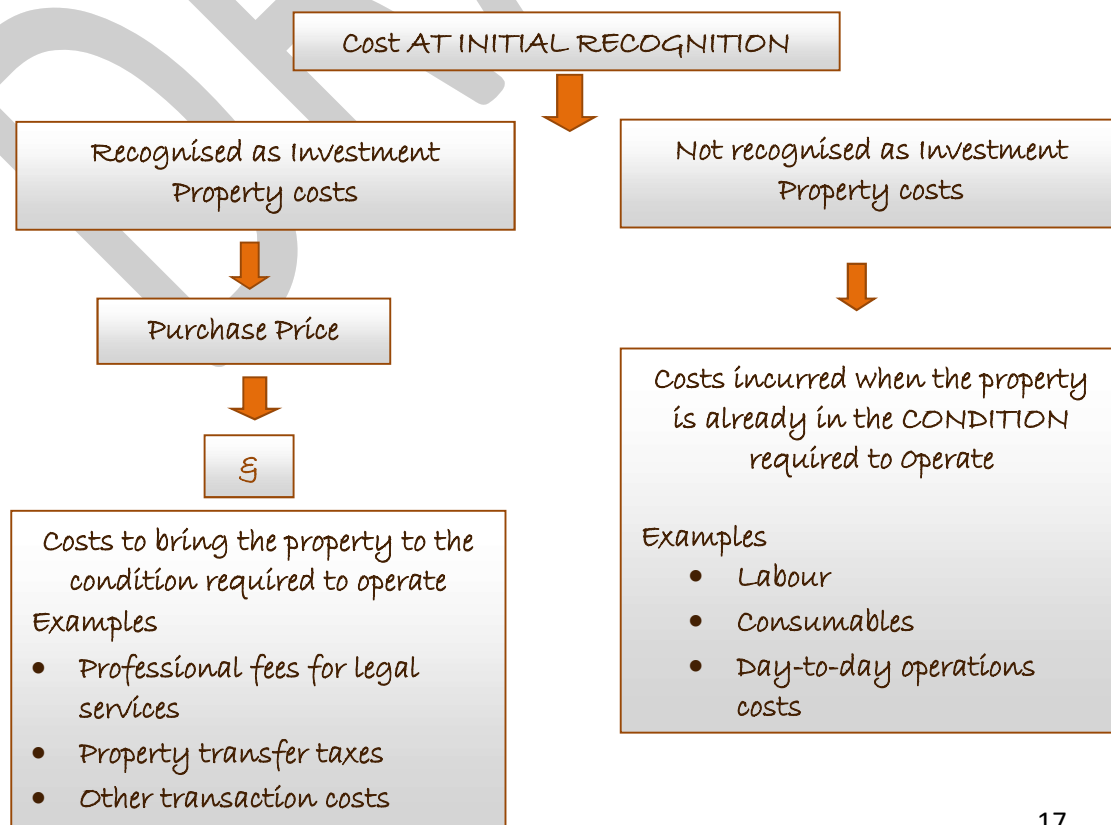 Cost AT INITIAL RECOGNITION
Recognised as Investment
Property costs
Not recognised as Investment
Property costs
Purchase Price
&
Costs to bring the property to the
condition required to operate
Examples
• Professional fees for legal
services
• Property transfer taxes
• Other transaction costs
Costs incurred when the property
is already in the CONDITION
required to Operate
Examples
• Labour
• Consumables
• Day-to-day operations
costs
17